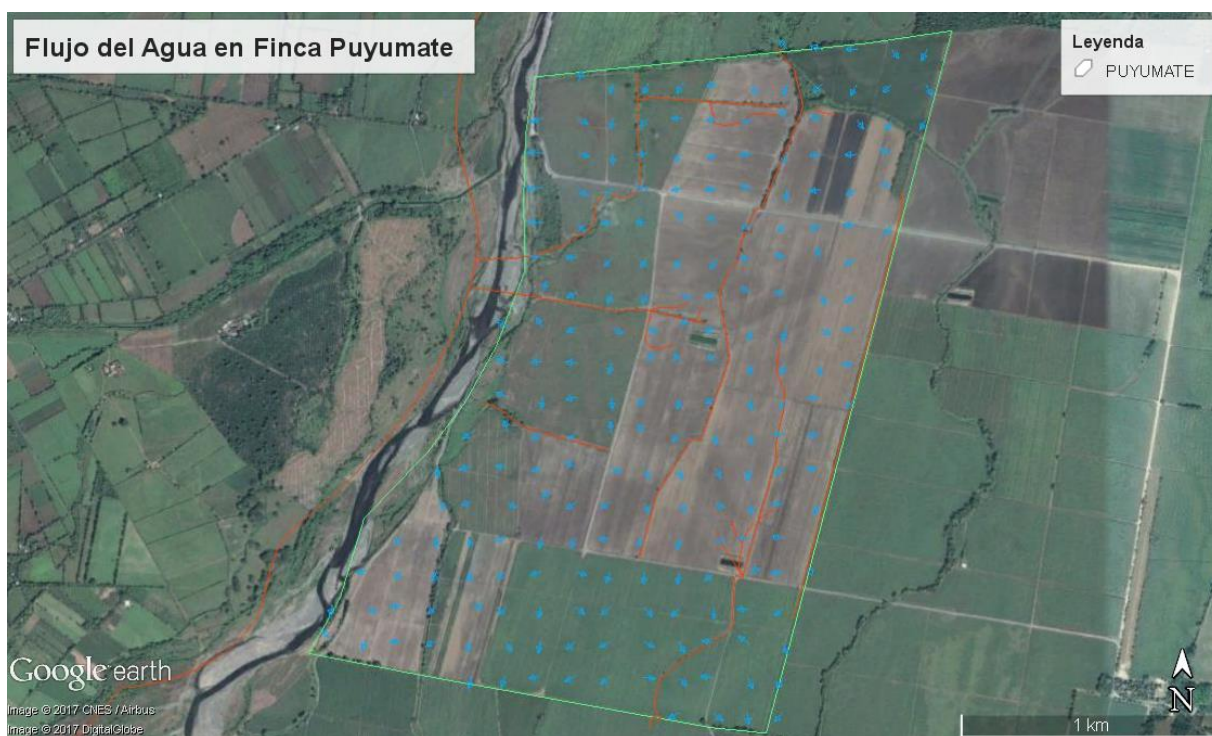 Flujo del Agua en Finca Puyumate
Leyenda
PUYUMATE
Google earth
Image © 2017 CNES / Airbus
Image © 2017 DigitalGlobe
N
1 km